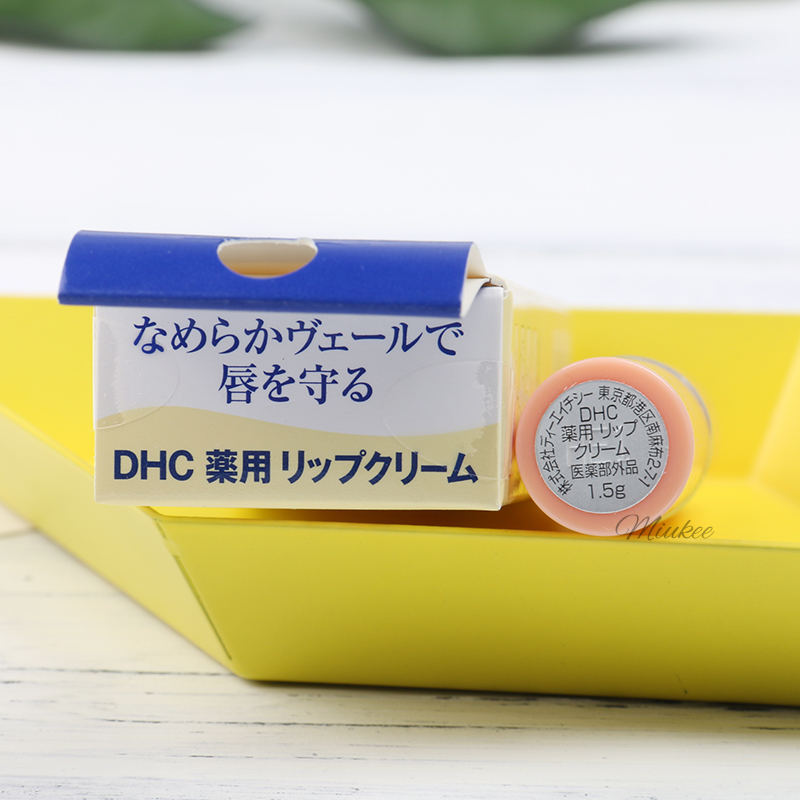 なめらかヴェールで
唇を守る
DHC 薬用 リップクリーム
株式会社ディーエイチシー 東京都港区南麻布2-7-1
DHC
薬用 リップ
クリーム
医薬部外品
1.5g
Miukee